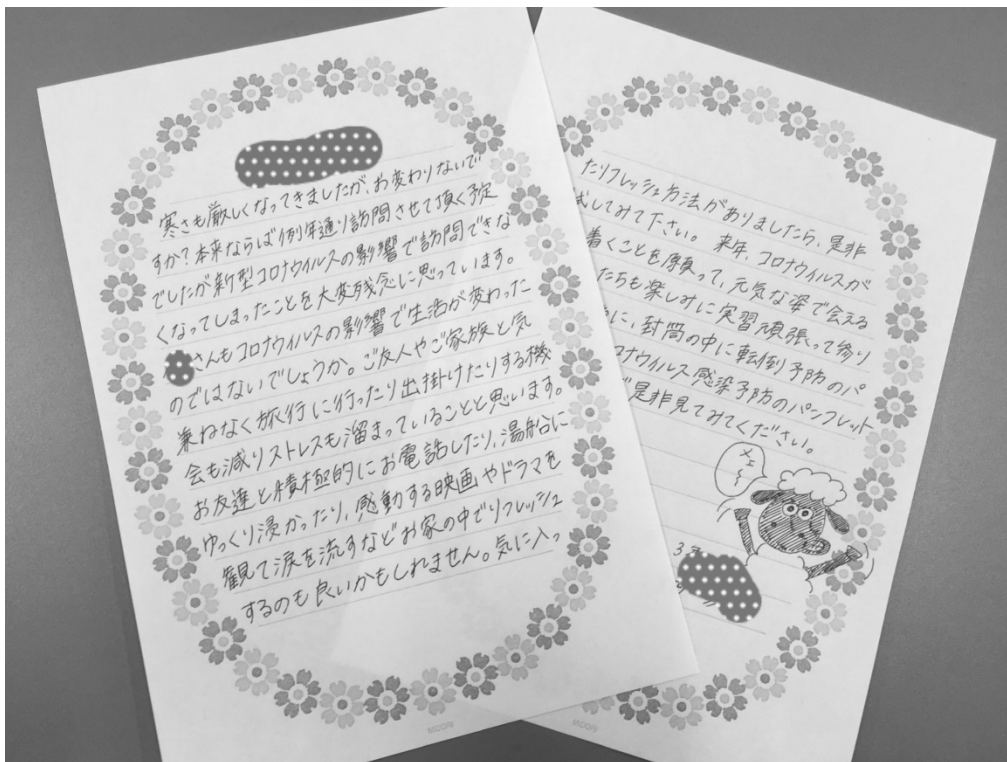 寒さも厳しくなってきましたが、お変わりないで
すか？本来ならば例年通り訪問させて頂く予定
でしたが新型コロナウイルスの影響で訪問できな
くなってしまったことを大変残念に思っています。
さんもコロナウイルスの影響で生活が変わった
のではないでしょうか。ご友人やご家族と気
兼ねなく旅行に行ったり出掛けたりする機
会も減りストレスも溜まっていることと思います。
お友達と積極的にお電話したり、湯船に
ゆっくり浸かったり、感動する映画やドラマを
観て涙を流すなどお家の中でリフレッシュ
するのも良いかもしれません。気に入っ
MIDORI
たリフレッシュ方法がありましたら、是非
試してみて下さい。 来年、コロナウイルスが
着くことを願って、元気な姿で会える
たちも楽しみに実習頑張って参り
に、封筒の中に転倒予防のパ
ロナウイルス感染予防のパンフレット
是非見てみてください。
メェ〜
3
MIDORI